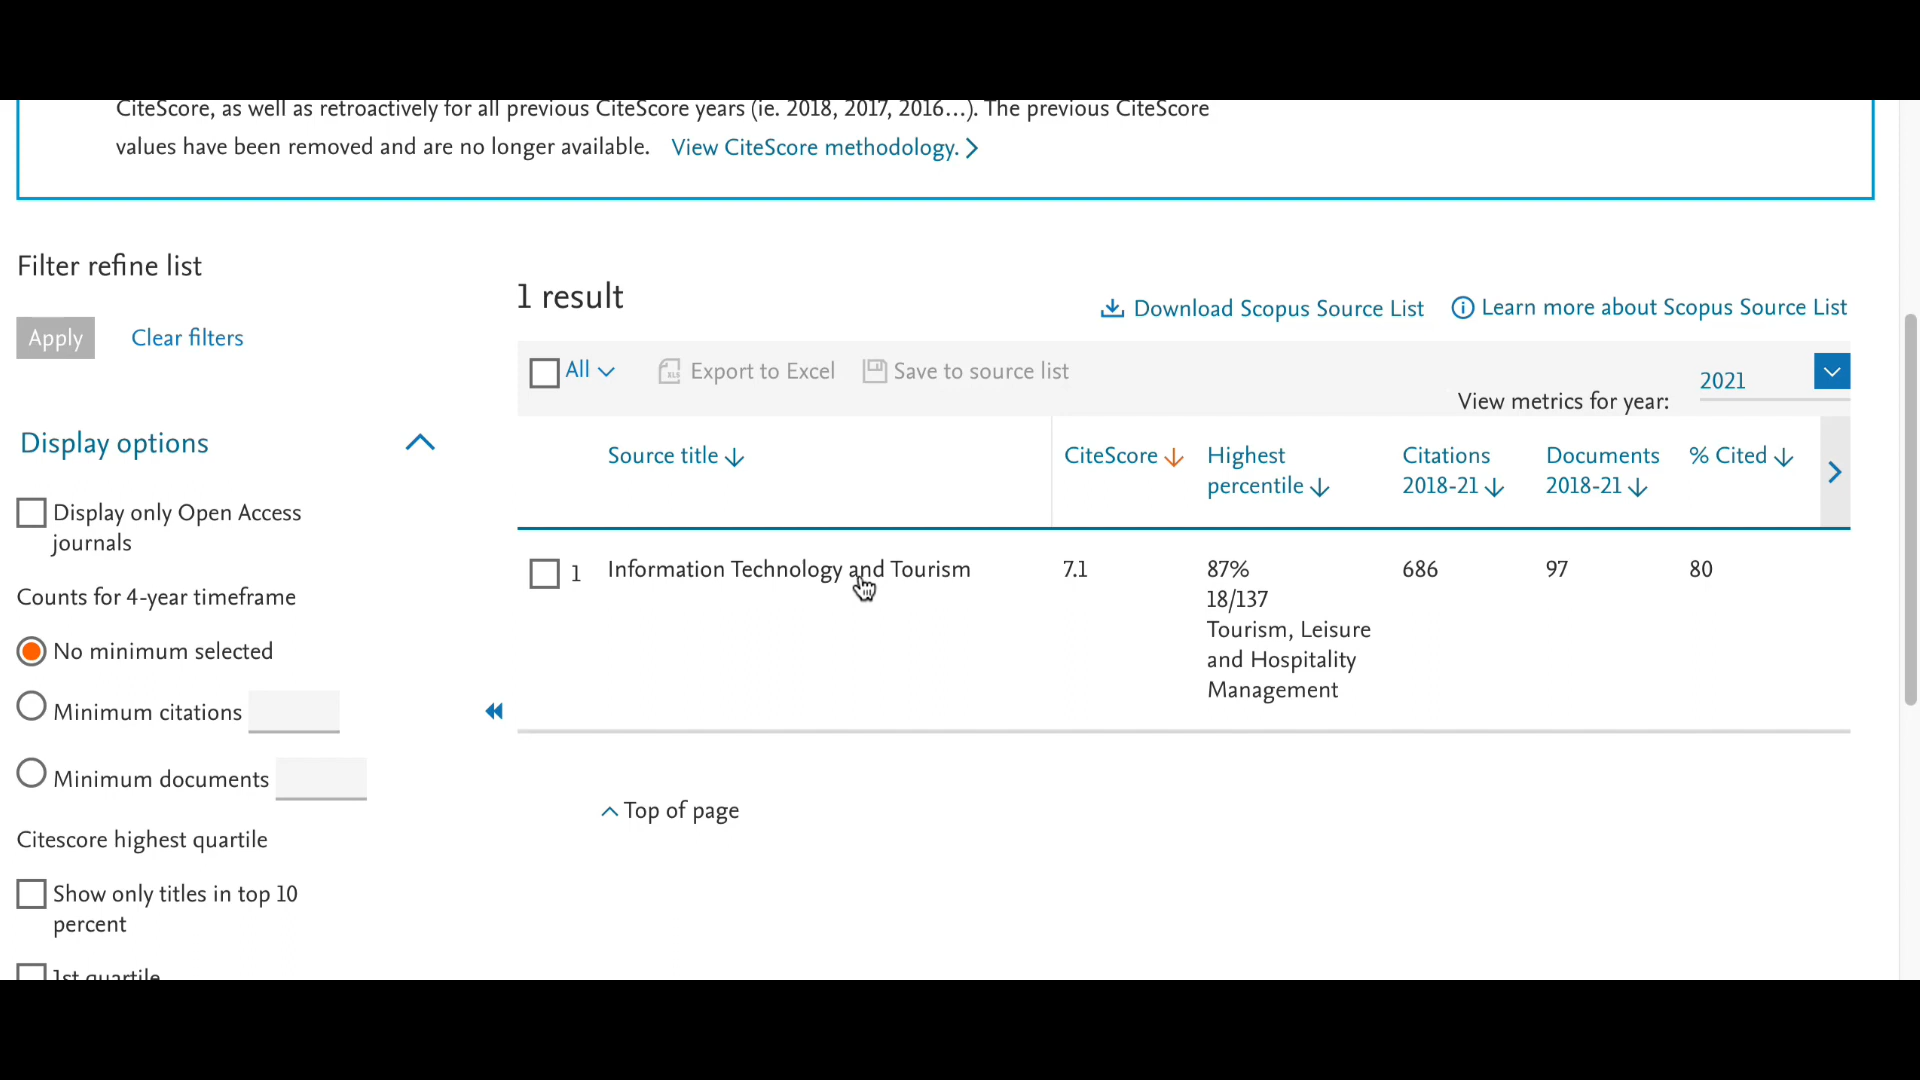 CiteScore, as well as retroactively for all previous CiteScore years (ie. 2018, 2017, 2016...). The previous CiteScore
values have been removed and are no longer available. View CiteScore methodology.
Filter refine list
Apply Clear filters
Display options
Display only Open Access
journals
Counts for 4-year timeframe
No minimum selected
Minimum citations
Minimum documents
Citescore highest quartile
Show only titles in top 10
percent
1st quartile
1 result
Download Scopus Source List Learn more about Scopus Source List
All Export to Excel Save to source list
View metrics for year: 2021
Source title CiteScore Highest Citations Documents % Cited
percentile 2018-21 2018-21
1 Information Technology and Tourism 7.1 87% 686 97 80
18/137
Tourism, Leisure
and Hospitality
Management
Top of page